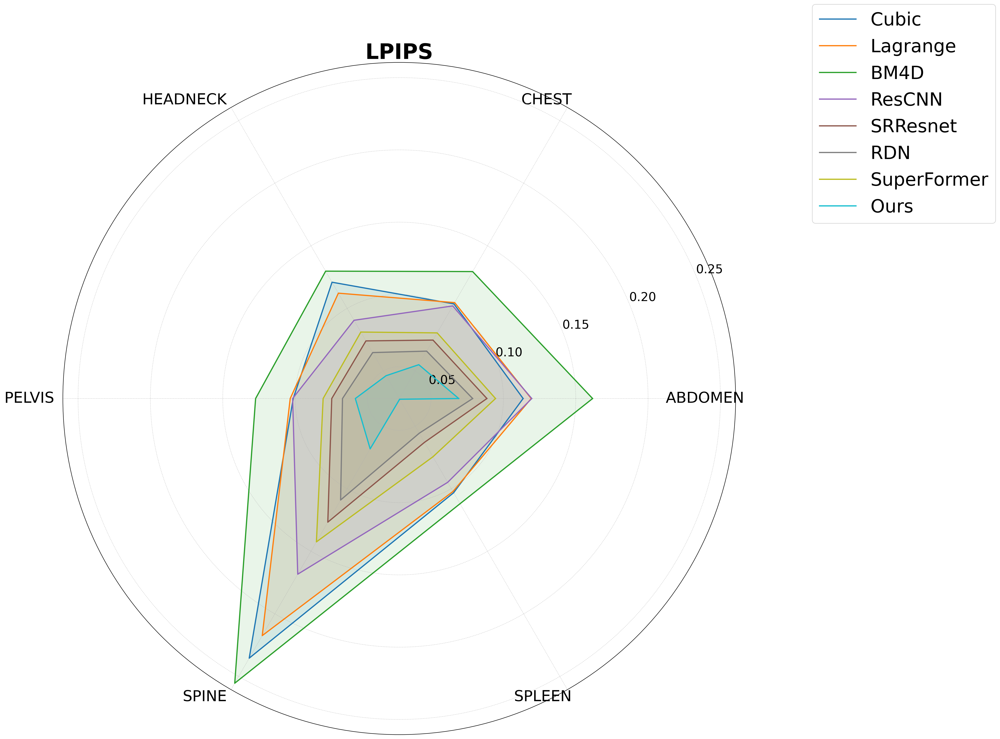 LPIPS
HEADNECK
CHEST
PELVIS
ABDOMEN
SPINE
SPLEEN
0.05
0.10
0.15
0.20
0.25
Cubic
Lagrange
BM4D
ResCNN
SRResnet
RDN
SuperFormer
Ours